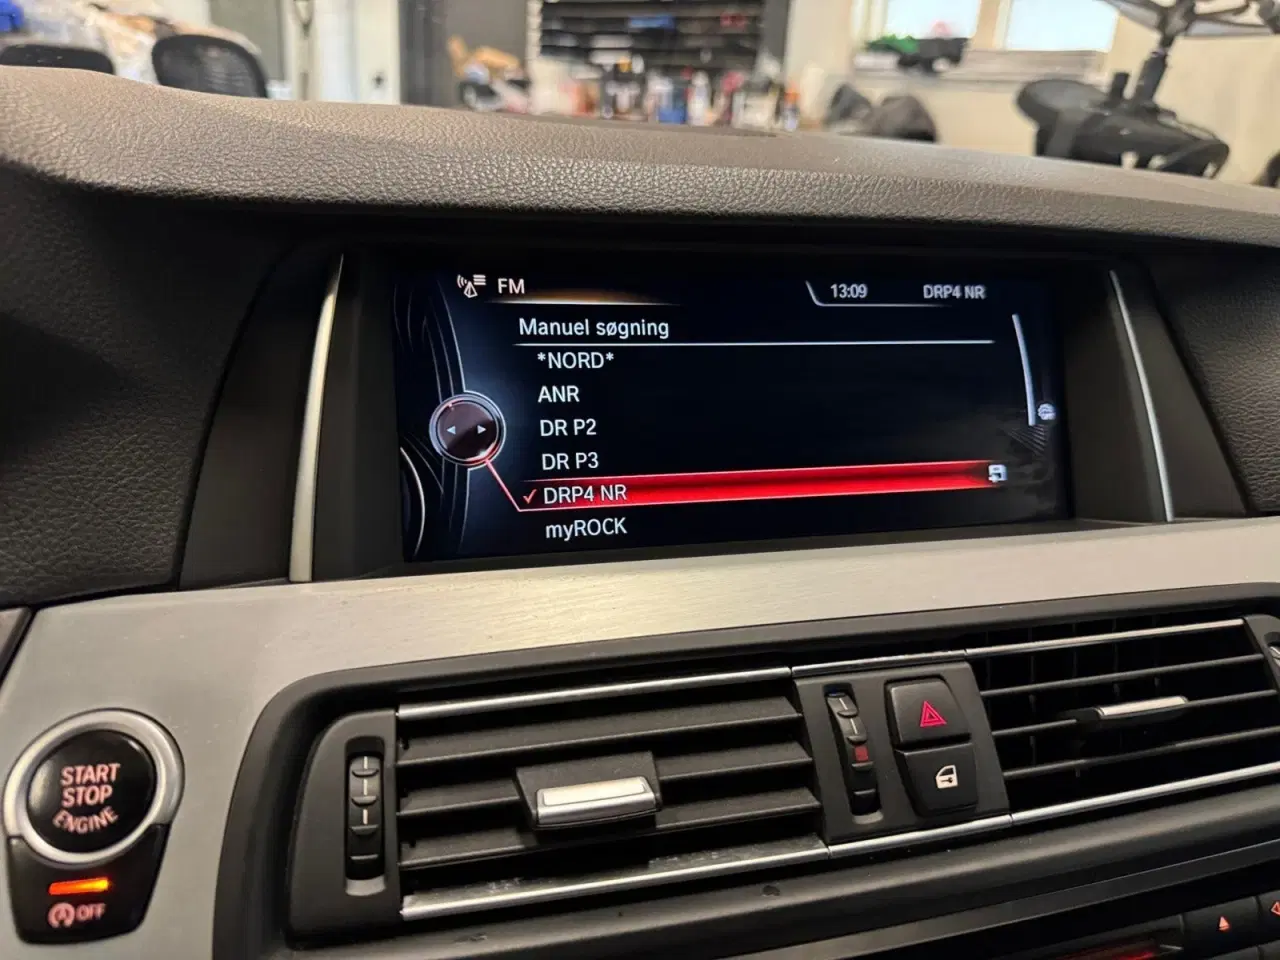 FM
13:09
DRP4 NR
Manuel søgning
*NORD*
ANR
DR P2
DR P3
DRP4 NR
myROCK
START
STOP
ENGINE
OFF